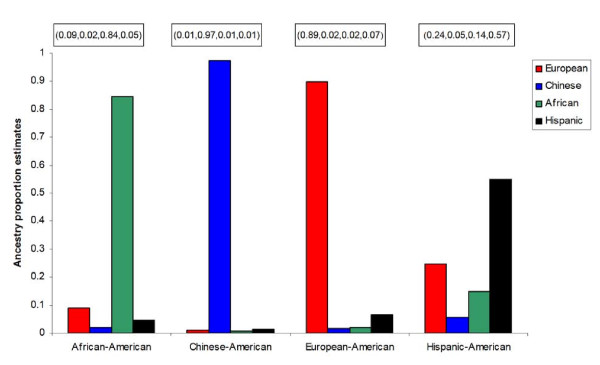 (0.09,0.02,0.84,0.05) (0.01,0.97,0.01,0.01) (0.89,0.02,0.02,0.07) (0.24,0.05,0.14,0.57)
1
0.9
0.8
0.7
0.6
0.5
0.4
0.3
0.2
0.1
0
Ancestry proportion estimates
African-American Chinese-American European-American Hispanic-American
European
Chinese
African
Hispanic